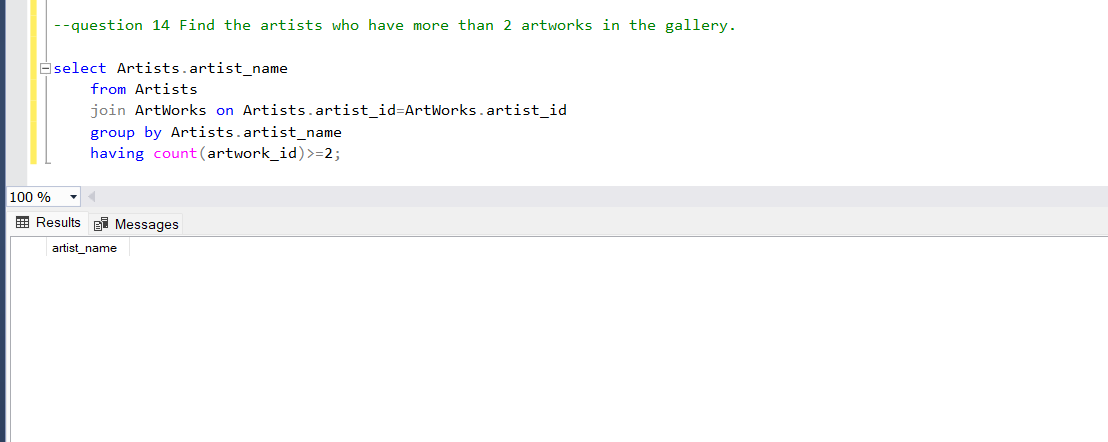 --question 14 Find the artists who have more than 2 artworks in the gallery.
select Artists.artist_name
from Artists
join ArtWorks on Artists.artist_id=ArtWorks.artist_id
group by Artists.artist_name
having count(artwork_id)>=2;
100 %
Results Messages
artist_name